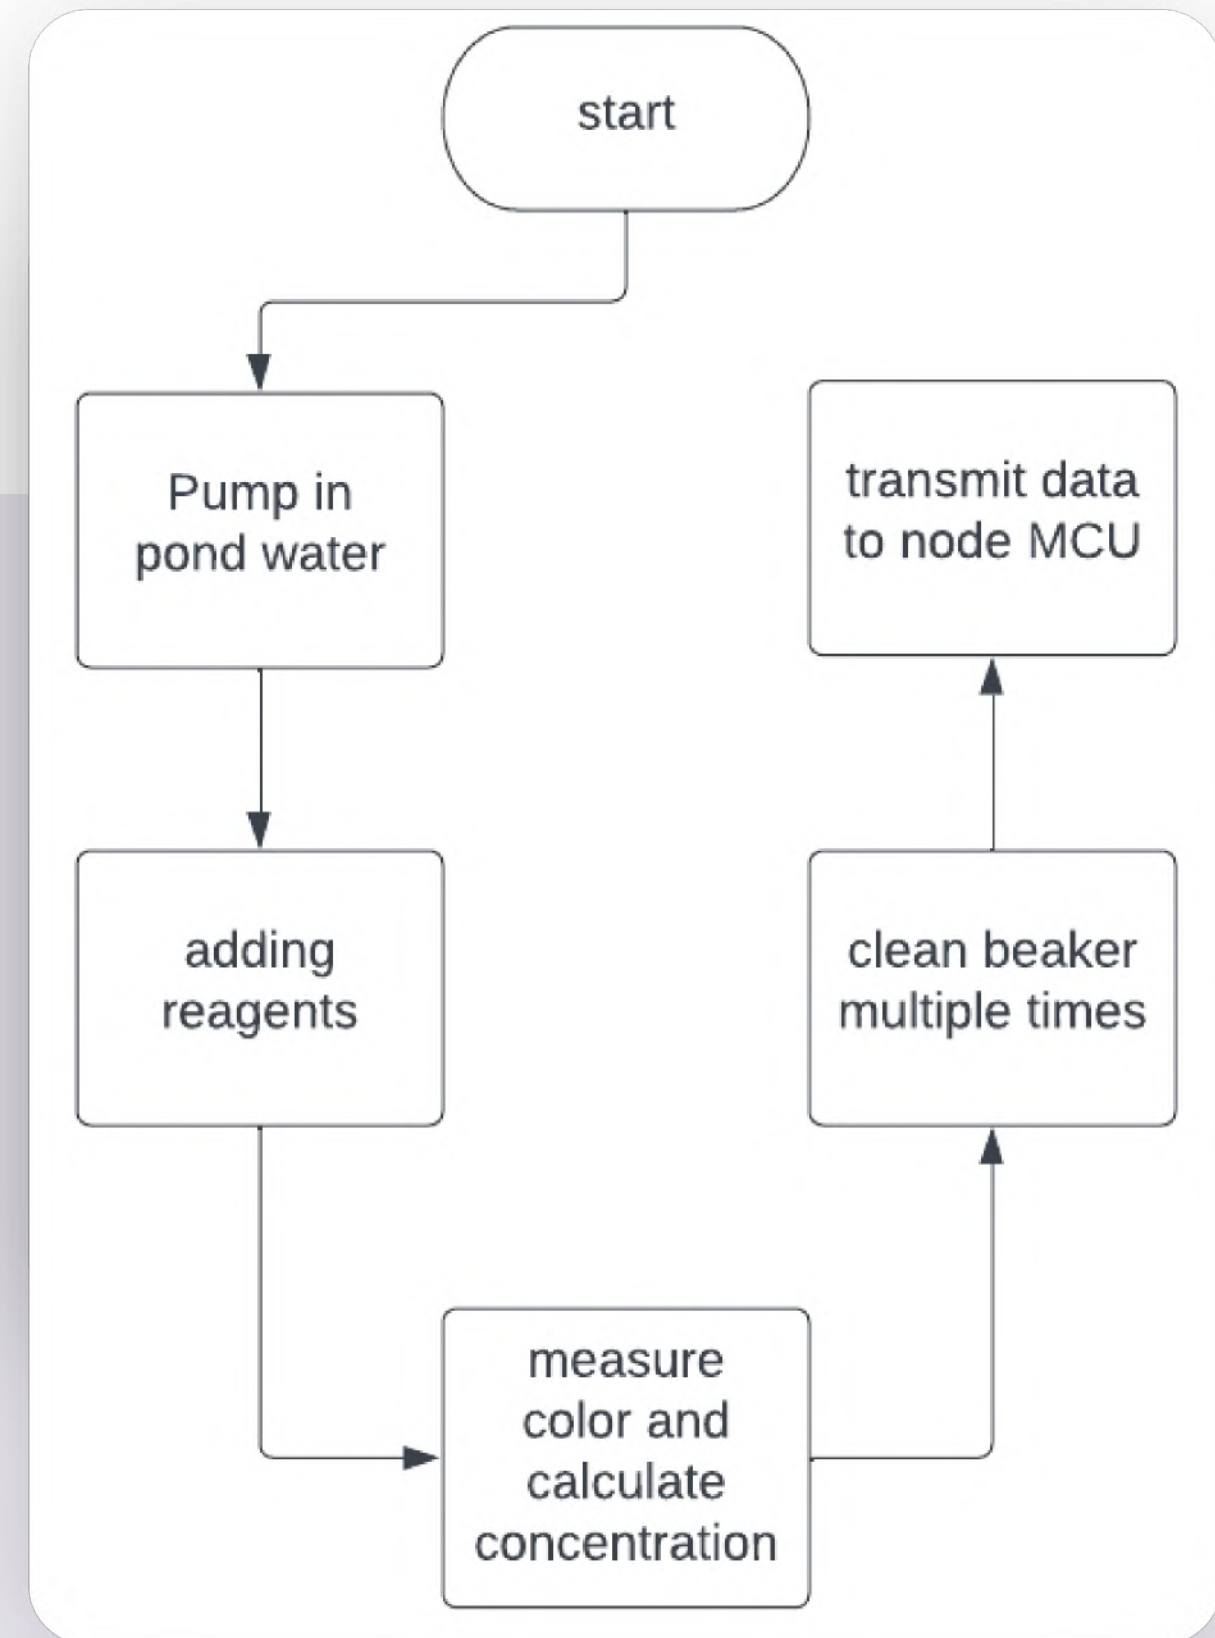 start
Pump in
pond water
adding
reagents
measure
color and
calculate
concentration
clean beaker
multiple times
transmit data
to node MCU